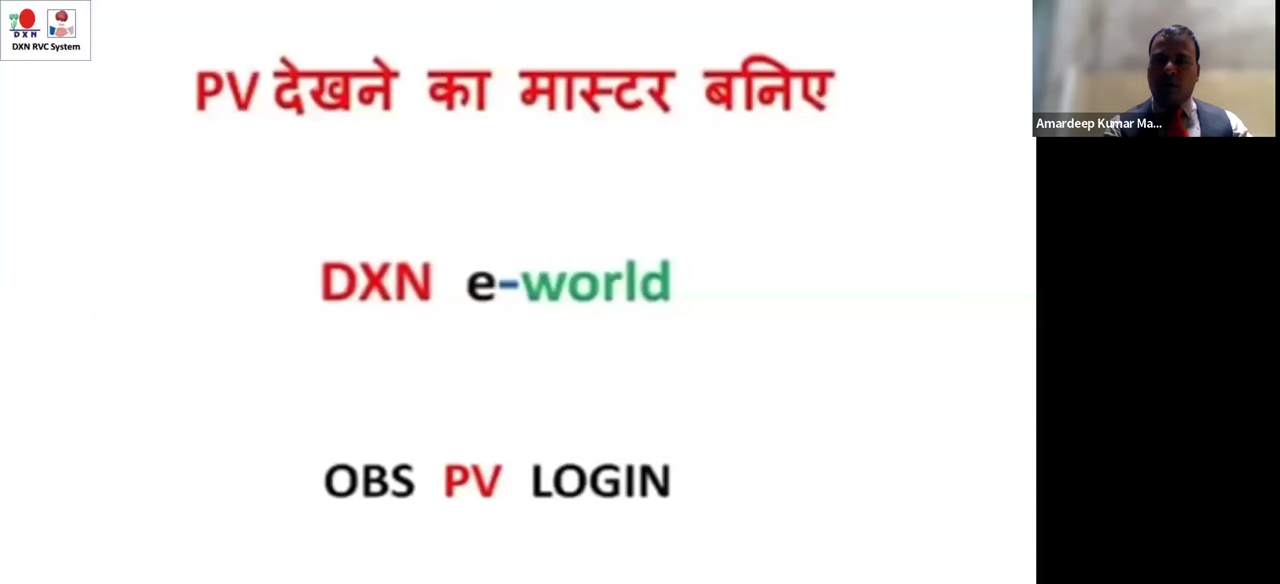 DXN
DXN RVC System
PV देखने का मास्टर बनिए
Amardeep Kumar Ma...
DXN e-world
OBS PV LOGIN